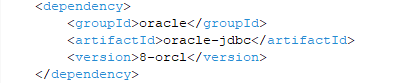 <dependency>
<groupId>oracle</groupId>
<artifactId>oracle-jdbc</artifactId>
<version>8-orcl</version>
</dependency>